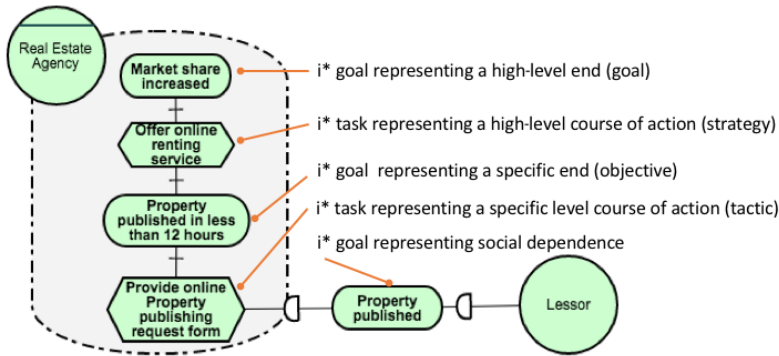 Real Estate
Agency
Market share
increased
i* goal representing a high-level end (goal)
Offer online
renting
service
i* task representing a high-level course of action (strategy)
i* goal  representing a specific end (objective)
Property
published in less
than 12 hours
i* task representing a specific level course of action (tactic)
i* goal representing social dependence
Provide online
Property
publishing
request form
Property
published
Lessor